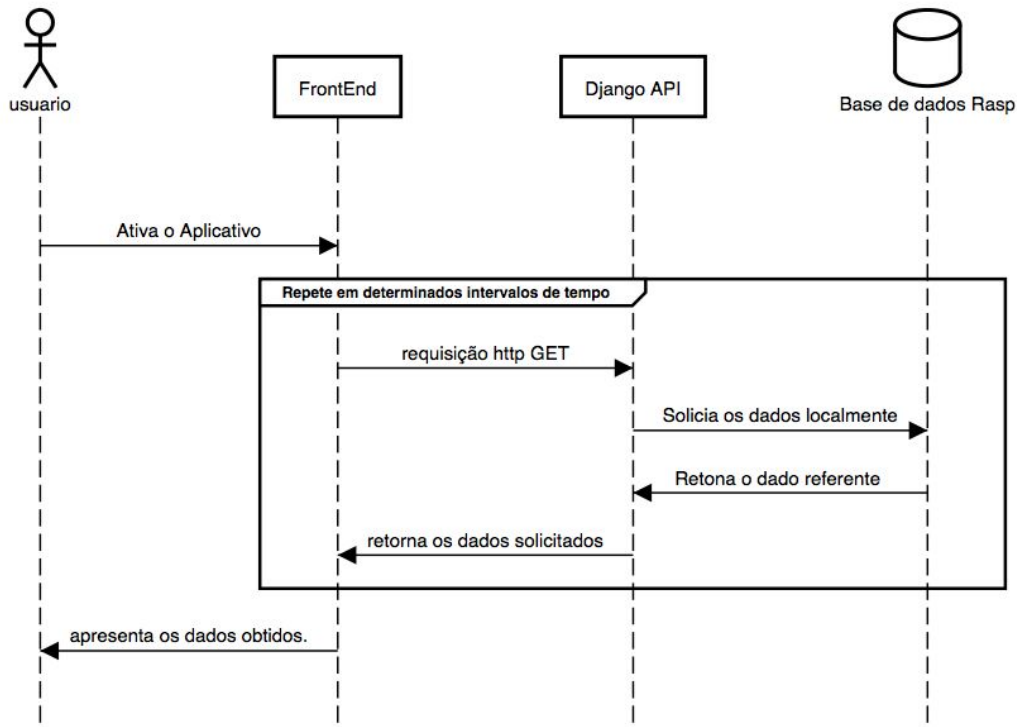 usuario
FrontEnd
Django API
Base de dados Rasp
Ativa o Aplicativo
Repete em determinados intervalos de tempo
requisição http GET
Solicia os dados localmente
Retona o dado referente
retorna os dados solicitados
apresenta os dados obtidos.